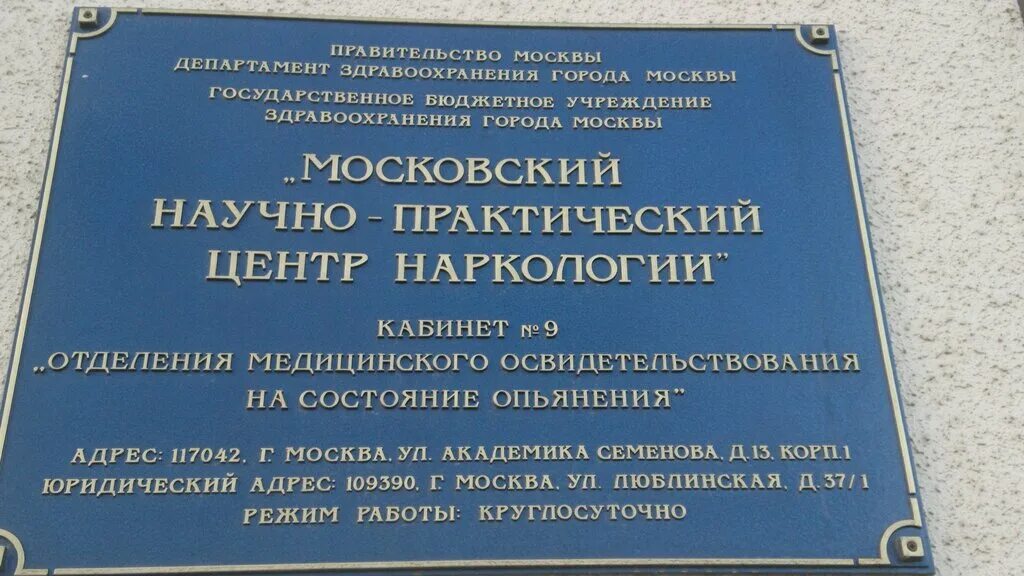 ПРАВИТЕЛЬСТВО МОСКВЫ
ДЕПАРТАМЕНТ ЗДРАВООХРАНЕНИЯ ГОРОДА МОСКВЫ
ГОСУДАРСТВЕННОЕ БЮДЖЕТНОЕ УЧРЕЖДЕНИЕ
ЗДРАВООХРАНЕНИЯ ГОРОДА МОСКВЫ
„МОСКОВСКИЙ
НАУЧНО - ПРАКТИЧЕСКИЙ
ЦЕНТР НАРКОЛОГИИ"
КАБИНЕТ № 9
„ОТДЕЛЕНИЯ МЕДИЦИНСКОГО ОСВИДЕТЕЛЬСТВОВАНИЯ
НА СОСТОЯНИЕ ОПЬЯНЕНИЯ"
АДРЕС: 117042, Г. МОСКВА, УЛ. АКАДЕМИКА СЕМЕНОВА, Д.13, КОРП.1
ЮРИДИЧЕСКИЙ АДРЕС: 109390, Г. МОСКВА, УЛ. ЛЮБЛИНСКАЯ, Д.37/1
РЕЖИМ РАБОТЫ: КРУГЛОСУТОЧНО